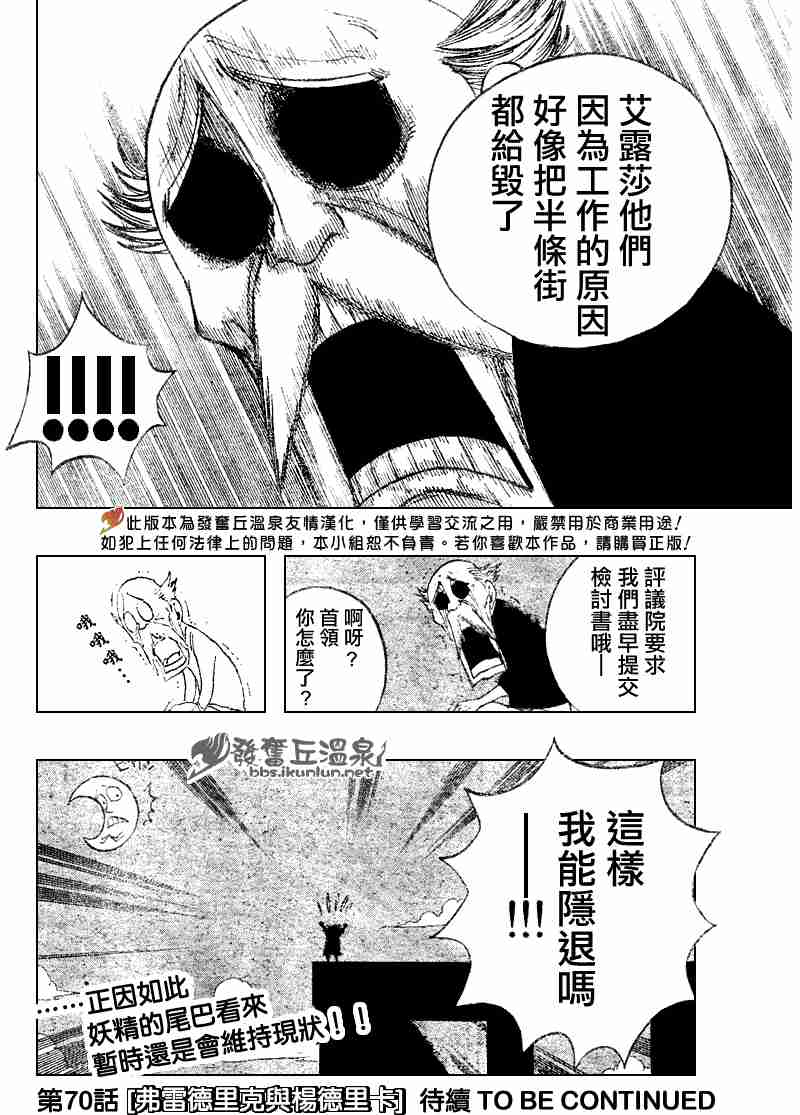 艾露莎他們
因為工作的原因
好像把半條街
都給毀了
!!!!
此版本為發奮丘溫泉友情漢化，僅供學習交流之用，嚴禁用於商業用途!
如犯上任何法律上的問題，本小組恕不負責。若你喜歡本作品，請購買正版!
評議院要求
我們盡早提交
檢討書哦—
啊呀?
首領
你怎麼了?
哦
哦
哦…
發奮丘溫泉
bbs.ikunlun.net
這樣
我能隱退嗎
——!!!
……正因如此
妖精的尾巴看來
暫時還是會維持現狀!!
第70話 [弗雷德里克與楊德里卡] 待續 TO BE CONTINUED